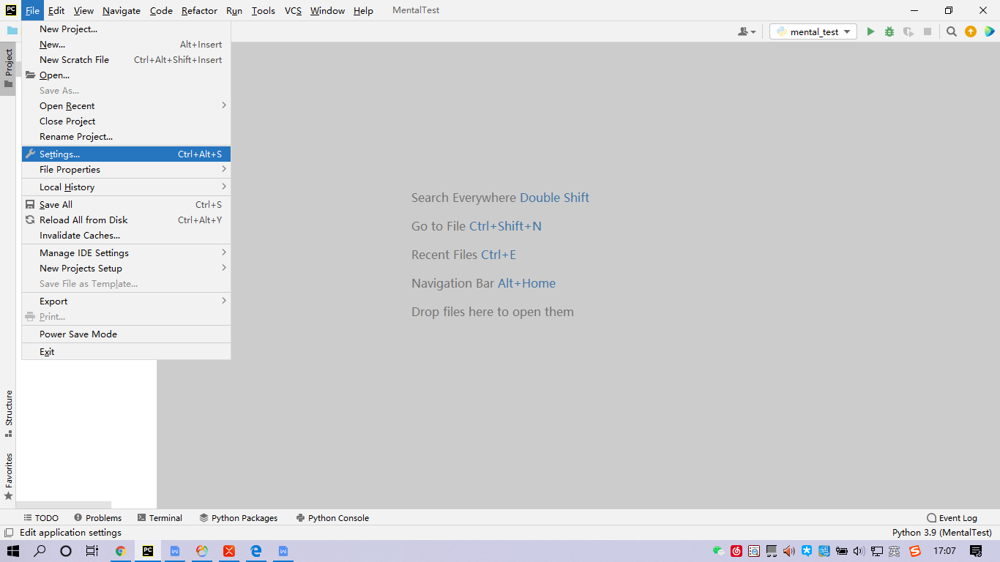 PC File Edit View Navigate Code Refactor Run Tools VCS Window Help MentalTest
mental_test
Project
New Project...
New... Alt+Insert
New Scratch File Ctrl+Alt+Shift+Insert
Open...
Save As...
Open Recent
Close Project
Rename Project...
Settings... Ctrl+Alt+S
File Properties
Local History
Save All Ctrl+S
Reload All from Disk Ctrl+Alt+Y
Invalidate Caches...
Manage IDE Settings
New Projects Setup
Save File as Template...
Export
Print...
Power Save Mode
Exit
Search Everywhere Double Shift
Go to File Ctrl+Shift+N
Recent Files Ctrl+E
Navigation Bar Alt+Home
Drop files here to open them
Structure
Favorites
TODO Problems Terminal Python Packages Python Console Event Log
Edit application settings Python 3.9 (MentalTest)
PC W W 英 S 17:07